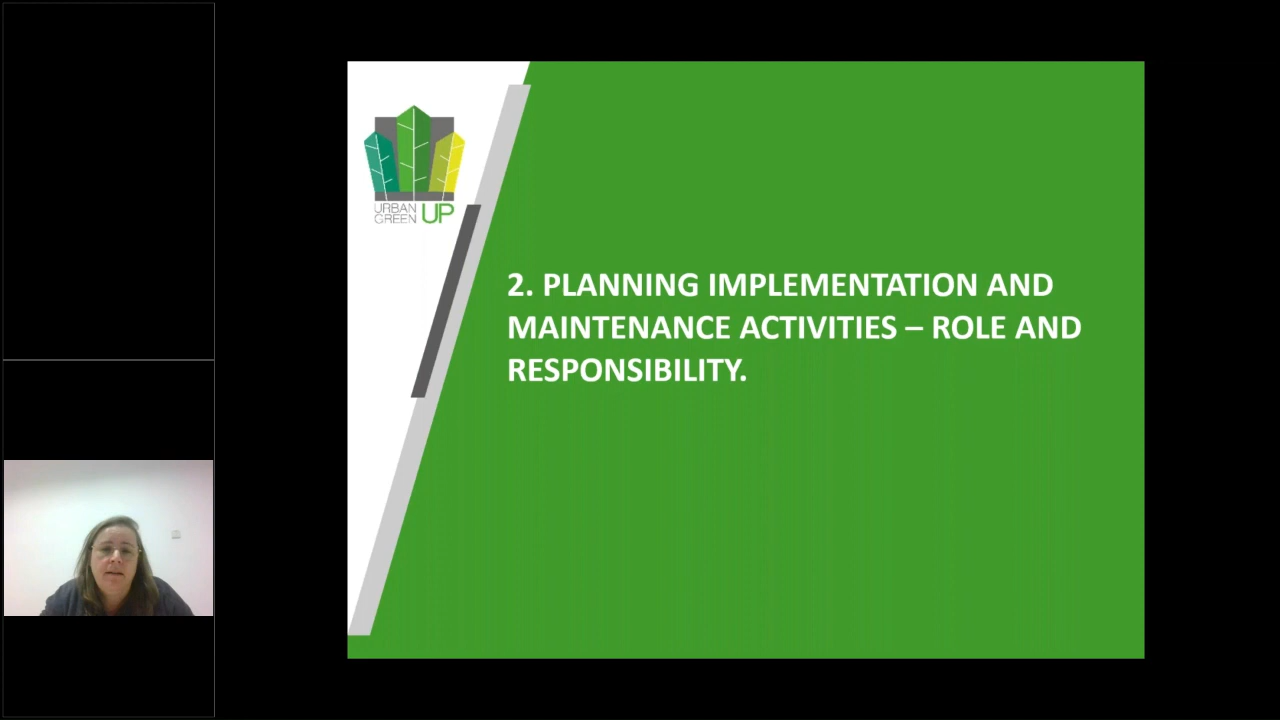 URBAN
GREEN UP
2. PLANNING IMPLEMENTATION AND
MAINTENANCE ACTIVITIES – ROLE AND
RESPONSIBILITY.